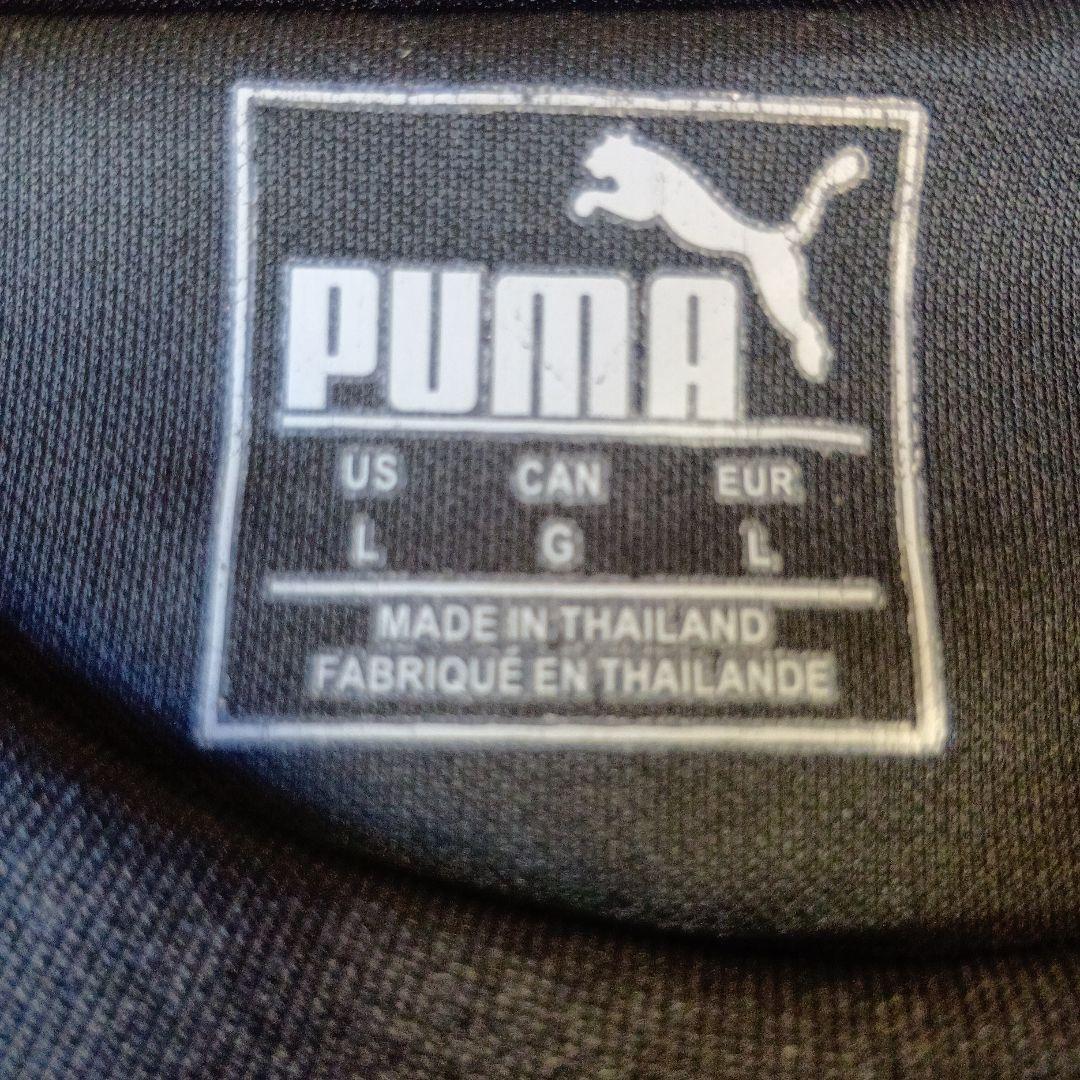 PUMA
US CAN EUR
L G L
MADE IN THAILAND
FABRIQUÉ EN THAILANDE